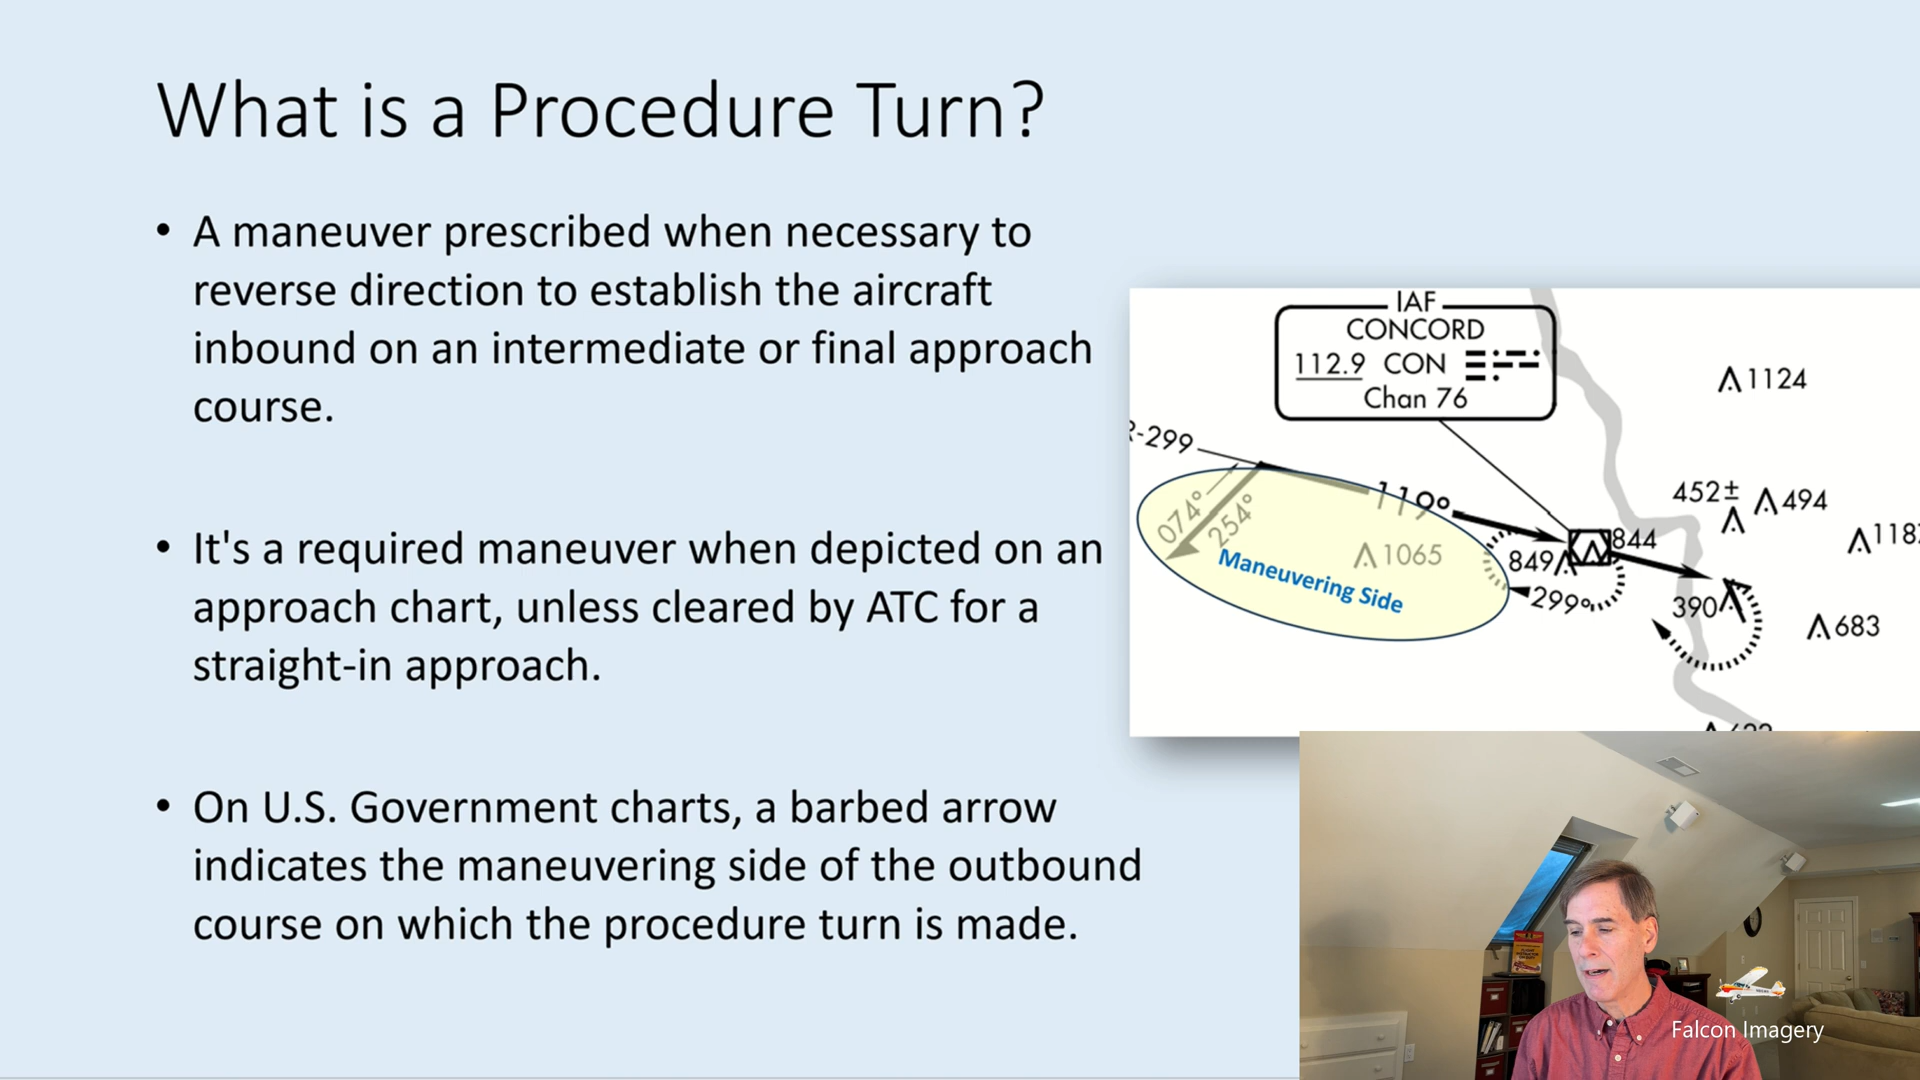 What is a Procedure Turn?
• A maneuver prescribed when necessary to
reverse direction to establish the aircraft
inbound on an intermediate or final approach
course.
• It's a required maneuver when depicted on an
approach chart, unless cleared by ATC for a
straight-in approach.
• On U.S. Government charts, a barbed arrow
indicates the maneuvering side of the outbound
course on which the procedure turn is made.
IAF
CONCORD
112.9 CON
Chan 76
1124
R-299
074°
254°
119°
1065
Maneuvering Side
452±
494
844
849
299°
390
683
Falcon Imagery